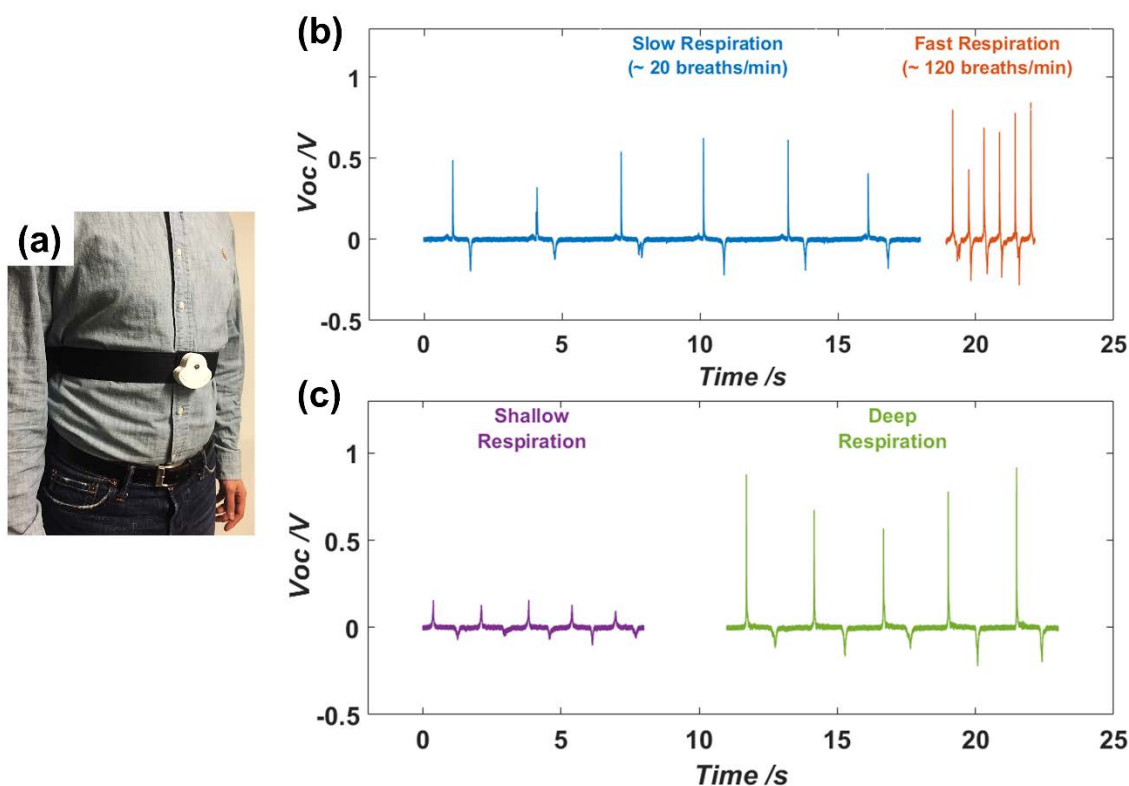 (a)
(b)
Slow Respiration
(~ 20 breaths/min)
Fast Respiration
(~ 120 breaths/min)
1
0.5
0
-0.5
Voc /V
0 5 10 15 20 25
Time /s
(c)
Shallow
Respiration
Deep
Respiration
1
0.5
0
-0.5
Voc /V
0 5 10 15 20 25
Time /s